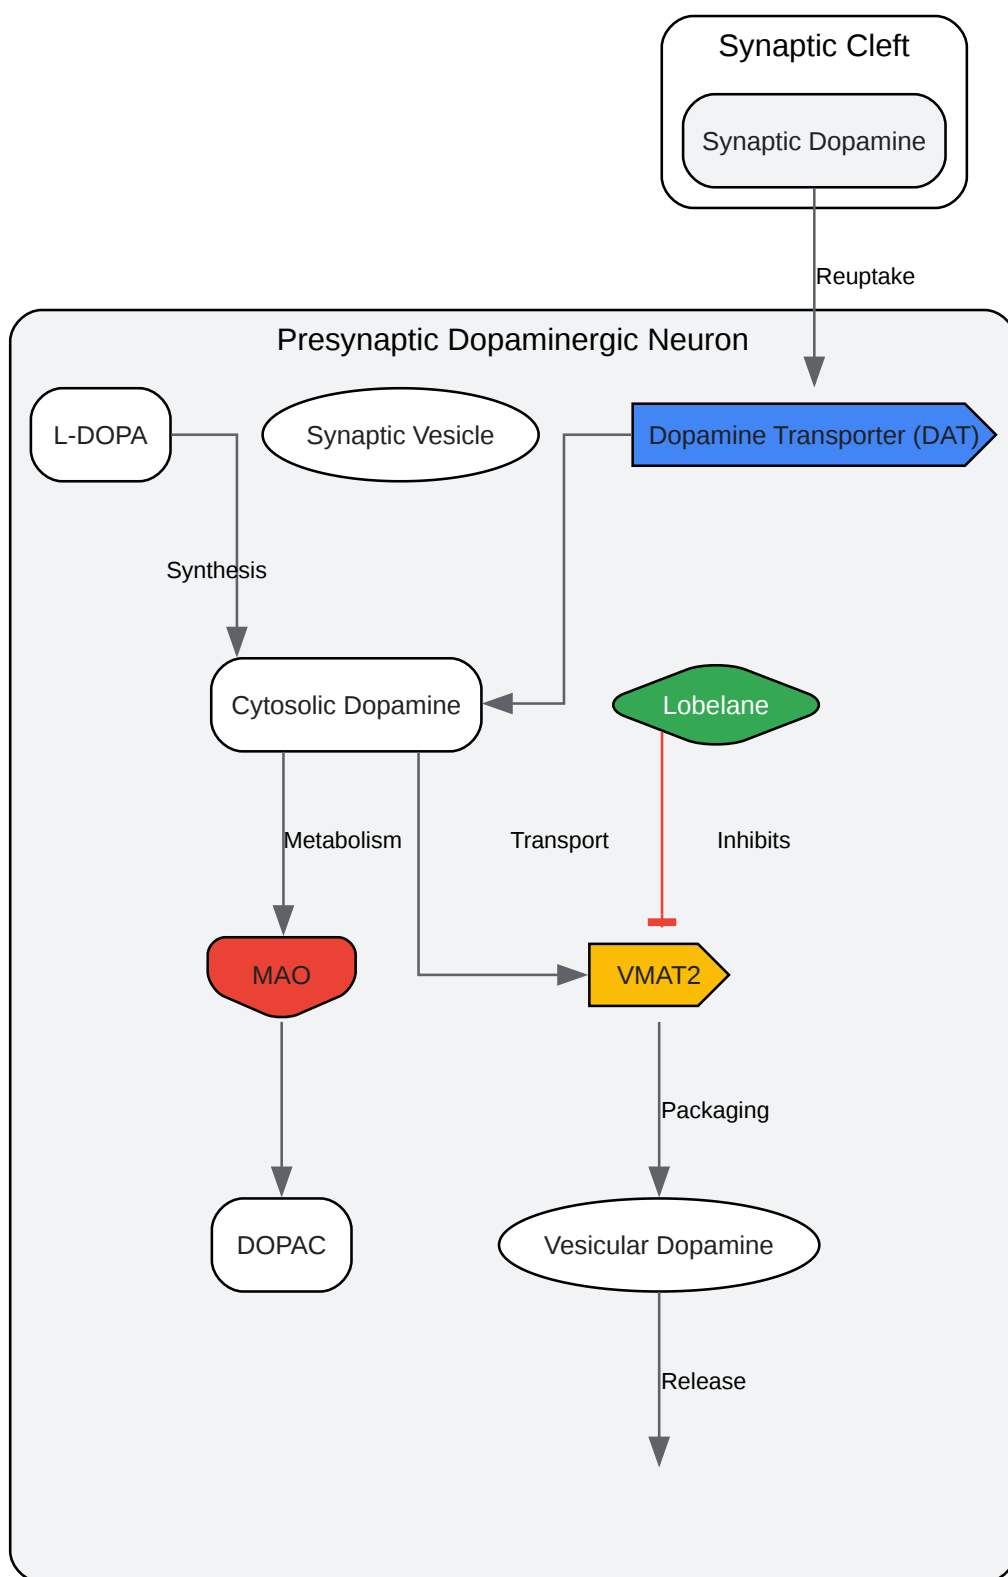 Synaptic Cleft
Synaptic Dopamine
Reuptake
Presynaptic Dopaminergic Neuron
L-DOPA
Synaptic Vesicle
Dopamine Transporter (DAT)
Synthesis
Cytosolic Dopamine
Lobelane
Metabolism
Transport
Inhibits
MAO
VMAT2
Packaging
DOPAC
Vesicular Dopamine
Release